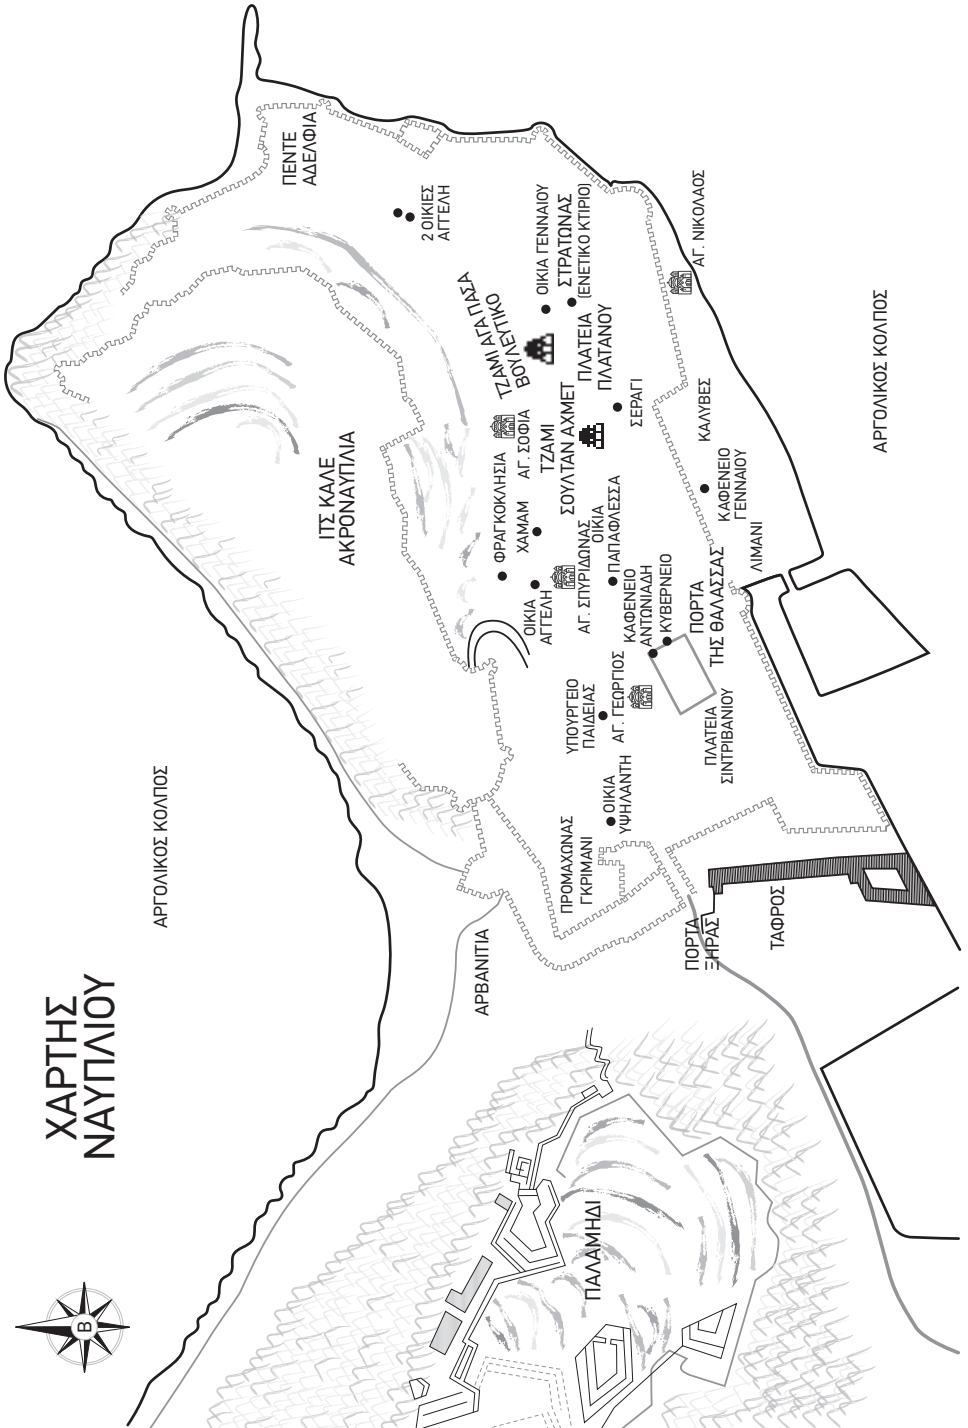 ΧΑΡΤΗΣ
ΝΑΥΠΛΙΟΥ
Β
ΑΡΓΟΛΙΚΟΣ ΚΟΛΠΟΣ
ΠΕΝΤΕ
ΑΔΕΛΦΙΑ
ΙΤΣ ΚΑΛΕ
ΑΚΡΟΝΑΥΠΛΙΑ
2 ΟΙΚΙΕΣ
ΑΓΓΕΛΗ
ΤΖΑΜΙ ΑΓΑ ΠΑΣΑ
ΒΟΥΛΕΥΤΙΚΟ
ΟΙΚΙΑ ΓΕΝΝΑΙΟΥ
ΣΤΡΑΤΩΝΑΣ
(ΕΝΕΤΙΚΟ ΚΤΙΡΙΟ)
ΠΛΑΤΕΙΑ
ΠΛΑΤΑΝΟΥ
ΑΓ. ΝΙΚΟΛΑΟΣ
ΑΡΓΟΛΙΚΟΣ ΚΟΛΠΟΣ
ΦΡΑΓΚΟΚΛΗΣΙΑ
ΑΓ. ΣΟΦΙΑ
ΧΑΜΑΜ
ΤΖΑΜΙ
ΣΟΥΛΤΑΝ ΑΧΜΕΤ
ΣΕΡΑΓΙ
ΚΑΛΥΒΕΣ
ΚΑΦΕΝΕΙΟ
ΓΕΝΝΑΙΟΥ
ΛΙΜΑΝΙ
ΟΙΚΙΑ
ΑΓΓΕΛΗ
ΑΓ. ΣΠΥΡΙΔΩΝΑΣ
ΟΙΚΙΑ
ΠΑΠΑΦΛΕΣΣΑ
ΚΑΦΕΝΕΙΟ
ΑΝΤΩΝΙΑΔΗ
ΚΥΒΕΡΝΕΙΟ
ΠΟΡΤΑ
ΤΗΣ ΘΑΛΑΣΣΑΣ
ΥΠΟΥΡΓΕΙΟ
ΠΑΙΔΕΙΑΣ
ΑΓ. ΓΕΩΡΓΙΟΣ
ΠΛΑΤΕΙΑ
ΣΙΝΤΡΙΒΑΝΙΟΥ
ΟΙΚΙΑ
ΥΨΗΛΑΝΤΗ
ΠΡΟΜΑΧΩΝΑΣ
ΓΚΡΙΜΑΝΙ
ΑΡΒΑΝΙΤΙΑ
ΠΟΡΤΑ
ΞΗΡΑΣ
ΤΑΦΡΟΣ
ΠΑΛΑΜΗΔΙ